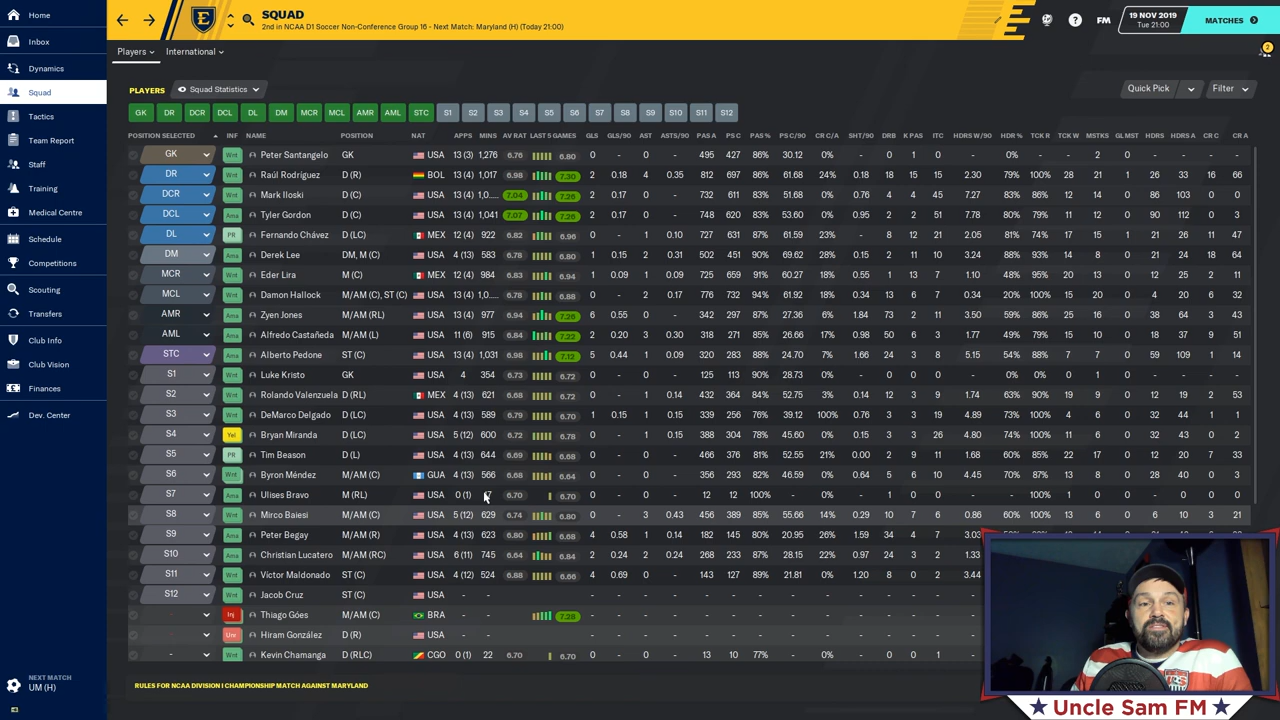 Home
Inbox
Dynamics
Squad
Tactics
Team Report
Staff
Training
Medical Centre
Schedule
Competitions
Scouting
Transfers
Club Info
Club Vision
Finances
Dev. Center
NEXT MATCH
UM (H)
E
SQUAD
2nd in NCAA D1 Soccer Non-Conference Group 16 - Next Match: Maryland (H) (Today 21:00)
? FM 19 NOV 2019
Tue 21:00
MATCHES
Players International
2
PLAYERS Squad Statistics Quick Pick Filter
GK DR DCR DCL DL DM MCR MCL AMR AML STC S1 S2 S3 S4 S5 S6 S7 S8 S9 S10 S11 S12
POSITION SELECTED INF NAME POSITION NAT APPS MINS AV RAT LAST 5 GAMES GLS GLS/90 AST ASTS/90 PAS A PS C PAS % PS C/90 CR C/A SHT/90 DRB K PAS ITC HDRS W/90 HDR % TCK R TCK W MSTKS GL MST HDRS HDRS A CR C CR A
GK Wnt Peter Santangelo GK USA 13 (3) 1,276 6.76 6.80 0 - 0 - 495 427 86% 30.12 0% - 0 1 0 - 0% - 0 2 0 0 0 0 0
DR Wnt Raúl Rodríguez D (R) BOL 13 (4) 1,017 6.98 7.30 2 0.18 4 0.35 812 697 86% 61.68 24% 0.18 18 15 15 2.30 79% 100% 28 21 1 26 33 16 66
DCR Wnt Mark Iloski D (C) USA 13 (4) 1,0.... 7.04 7.26 2 0.17 0 - 732 611 83% 51.68 0% 0.34 0 0 23 7.33 83% 86% 12 14 0 86 103 0 -
DCL Ama Tyler Gordon D (C) USA 13 (4) 1,041 7.07 7.26 2 0.17 0 - 748 620 83% 53.60 0% 0.95 2 2 51 7.78 80% 74% 11 12 0 90 112 0 3
DL PR Fernando Chávez D (LC) MEX 12 (4) 922 6.82 6.96 0 - 1 0.10 727 631 87% 61.59 23% - 8 12 21 2.05 81% 74% 17 15 1 21 26 11 47
DM Ama Derek Lee DM, M (C) USA 4 (13) 583 6.78 6.80 1 0.15 2 0.31 502 451 90% 69.62 28% 0.15 2 11 10 3.24 88% 93% 14 8 0 21 24 18 64
MCR Wnt Eder Lira M (C) MEX 12 (4) 984 6.83 6.94 1 0.09 1 0.09 725 659 91% 60.27 18% 0.55 1 13 5 1.10 48% 95% 20 13 0 12 25 2 11
MCL Wnt Damon Hallock M/AM (C), ST (C) USA 13 (4) 1,0.... 6.78 6.88 0 - 2 0.17 776 732 94% 61.92 18% 0.34 13 6 8 0.34 20% 100% 15 20 0 4 20 6 32
AMR Ama Zyen Jones M/AM (RL) USA 13 (4) 977 6.94 7.26 6 0.55 0 - 342 297 87% 27.36 6% 1.84 73 2 11 3.50 59% 86% 25 16 0 38 64 3 43
AML Ama Alfredo Castañeda M/AM (RL) USA 11 (6) 915 6.84 7.22 2 0.20 3 0.30 318 271 85% 26.66 17% 0.98 50 6 6 1.77 49% 79% 15 10 0 18 37 9 51
STC Ama Alberto Pedone ST (C) USA 13 (4) 1,031 6.98 7.12 5 0.44 1 0.09 320 283 88% 24.70 7% 1.66 24 3 8 5.15 54% 88% 7 7 0 59 109 1 14
S1 Wnt Luke Kristo GK USA 4 354 6.73 6.72 0 - 0 - 125 113 90% 28.73 0% - 0 0 0 - 0% - 0 1 0 0 0 0 0
S2 Wnt Rolando Valenzuela D (RL) MEX 4 (13) 621 6.68 6.68 0 - 1 0.14 432 364 84% 52.75 3% 0.14 12 3 9 1.74 63% 90% 19 9 0 12 19 2 53
S3 Wnt DeMarco Delgado D (LC) USA 4 (13) 589 6.79 6.70 1 0.15 1 0.15 339 256 76% 39.12 100% 0.76 3 3 19 4.89 73% 100% 4 6 0 32 44 1 1
S4 Yel Bryan Miranda D (LC) USA 5 (12) 600 6.72 6.78 0 - 1 0.15 388 304 78% 45.60 0% 0.15 3 3 26 4.80 74% 100% 11 6 0 32 43 0 2
S5 PR Tim Beason D (L) USA 4 (13) 644 6.69 6.68 0 - 0 - 466 376 81% 52.55 21% 0.00 2 9 11 1.68 60% 85% 22 17 0 12 20 7 33
S6 Wnt Byron Méndez M/AM (C) GUA 4 (13) 566 6.68 6.64 0 - 0 - 356 293 82% 46.59 0% 0.64 5 6 5 4.45 70% 87% 13 8 0 28 40 0 3
S7 Ama Ulises Bravo M (RL) USA 0 (1) 6.70 6.70 0 - 0 - 12 12 100% - 0% - 1 0 0 - - 100% 1 0 0 0 0 0 0
S8 Wnt Mirco Baiesi M/AM (C) USA 5 (12) 629 6.74 6.80 0 - 3 0.43 456 389 85% 55.66 14% 0.29 10 7 6 0.86 60% 100% 13 6 0 6 10 3 21
S9 Wnt Peter Begay M/AM (R) USA 4 (13) 623 6.80 6.68 4 0.58 1 0.14 182 145 80% 20.95 26% 1.59 34 4 3.03
S10 Wnt Christian Lucatero M/AM (RC) USA 6 (11) 745 6.64 6.84 2 0.24 2 0.24 268 233 87% 28.15 22% 0.97 24 3 1.33
S11 Wnt Víctor Maldonado ST (C) USA 4 (12) 524 6.88 6.66 4 0.69 0 - 143 127 89% 21.81 0% 1.20 8 0 2 3.44
S12 Wnt Jacob Cruz ST (C) USA - - - - - - - - - - - - - - - - -
- Inj Thiago Góes M/AM (C) BRA - - 7.28 - - - - - - - - - - - - - -
Unr Hiram González D (R) USA - - - - - - - - - - - - - - - - -
- Wnt Kevin Chamanga D (RLC) CGO 0 (1) 22 6.70 6.70 0 - 0 - 13 10 77% - 0% - 0 0 1 -
RULES FOR NCAA DIVISION I CHAMPIONSHIP MATCH AGAINST MARYLAND
Uncle Sam FM